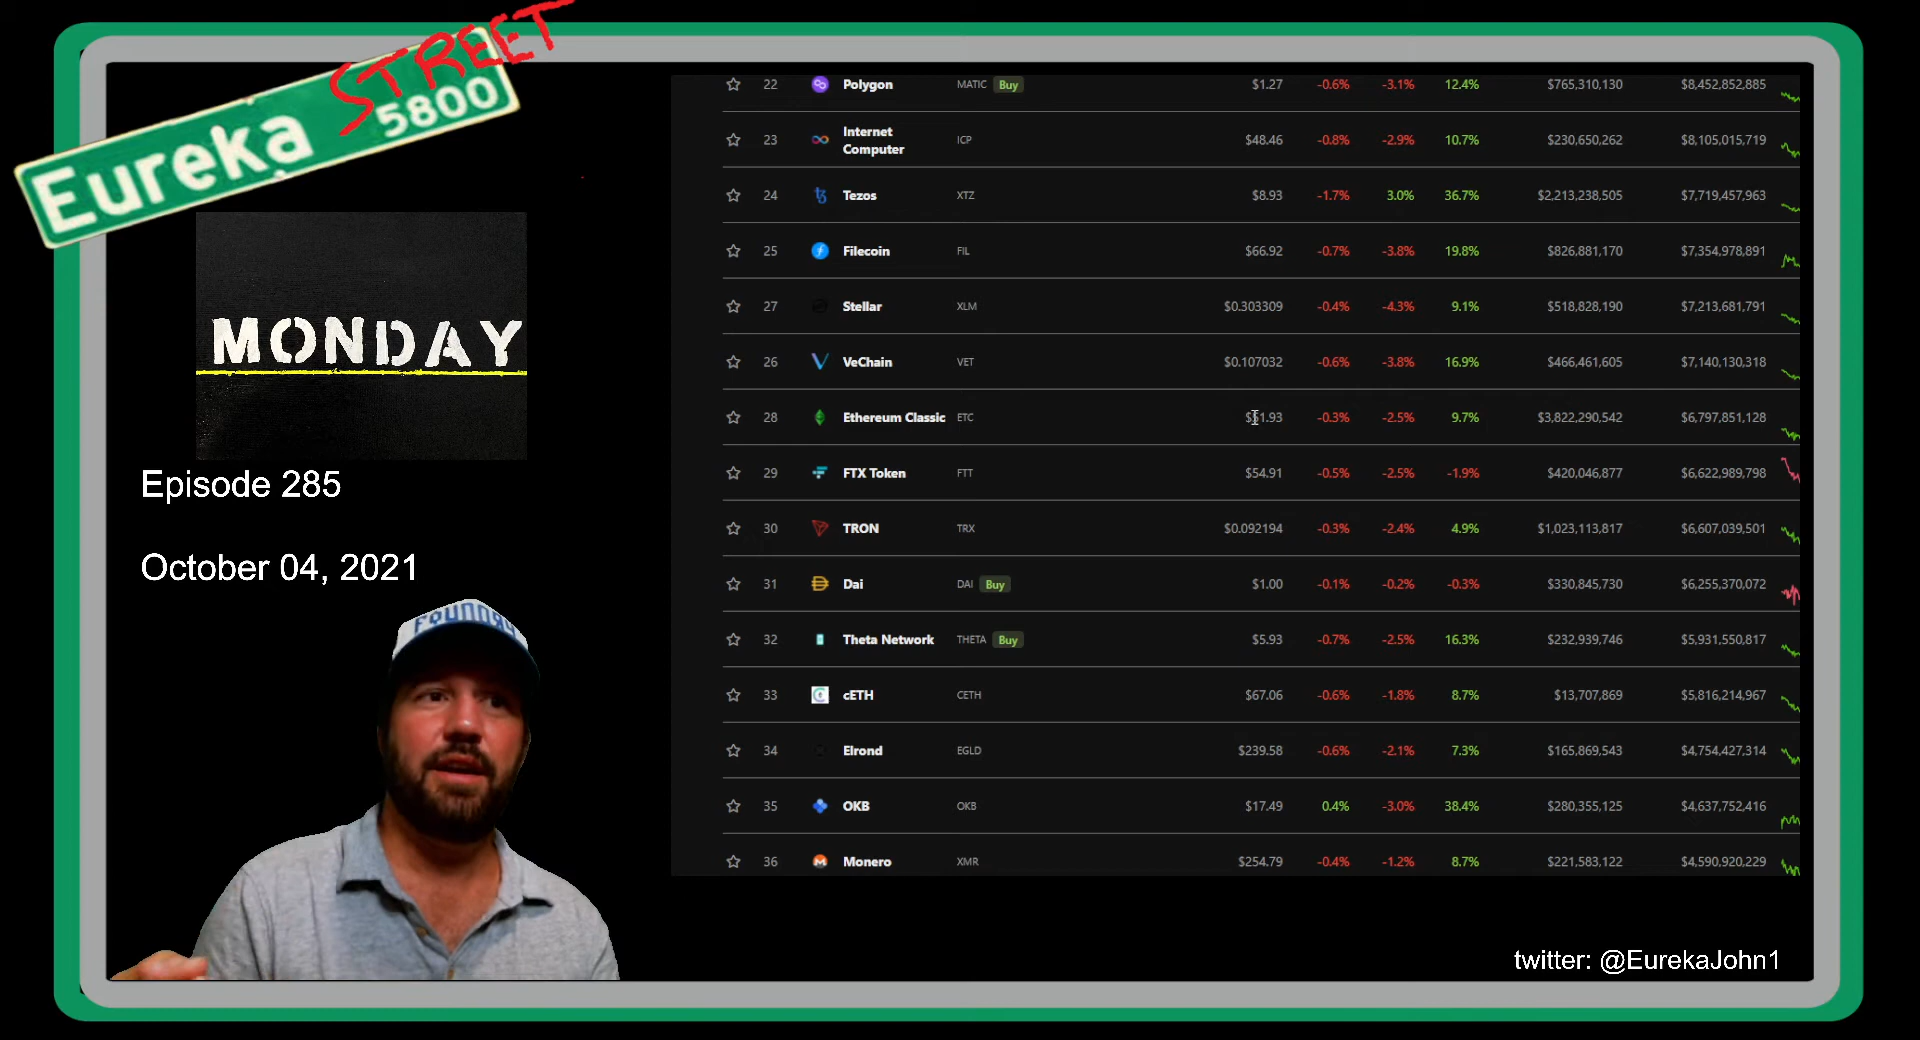 STREET
Eureka 5800
MONDAY
Episode 285
October 04, 2021
FOUNDRY
22 Polygon MATIC Buy $1.27 -0.6% -3.1% 12.4% $765,310,130 $8,452,852,885
23 Internet Computer ICP $48.46 -0.8% -2.9% 10.7% $230,650,262 $8,105,015,719
24 Tezos XTZ $8.93 -1.7% 3.0% 36.7% $2,213,238,505 $7,719,457,963
25 Filecoin FIL $66.92 -0.7% -3.8% 19.8% $826,881,170 $7,354,978,891
27 Stellar XLM $0.303309 -0.4% -4.3% 9.1% $518,828,190 $7,213,681,791
26 VeChain VET $0.107032 -0.6% -3.8% 16.9% $466,461,605 $7,140,130,318
28 Ethereum Classic ETC $51.93 -0.3% -2.5% 9.7% $3,822,290,542 $6,797,851,128
29 FTX Token FTT $54.91 -0.5% -2.5% -1.9% $420,046,877 $6,622,989,798
30 TRON TRX $0.092194 -0.3% -2.4% 4.9% $1,023,113,817 $6,607,039,501
31 Dai DAI Buy $1.00 -0.1% -0.2% -0.3% $330,845,730 $6,255,370,072
32 Theta Network THETA Buy $5.93 -0.7% -2.5% 16.3% $232,939,746 $5,931,550,817
33 cETH CETH $67.06 -0.6% -1.8% 8.7% $13,707,869 $5,816,214,967
34 Elrond EGLD $239.58 -0.6% -2.1% 7.3% $165,869,543 $4,754,427,314
35 OKB OKB $17.49 0.4% -3.0% 38.4% $280,355,125 $4,637,752,416
36 Monero XMR $254.79 -0.4% -1.2% 8.7% $221,583,122 $4,590,920,229
twitter: @EurekaJohn1